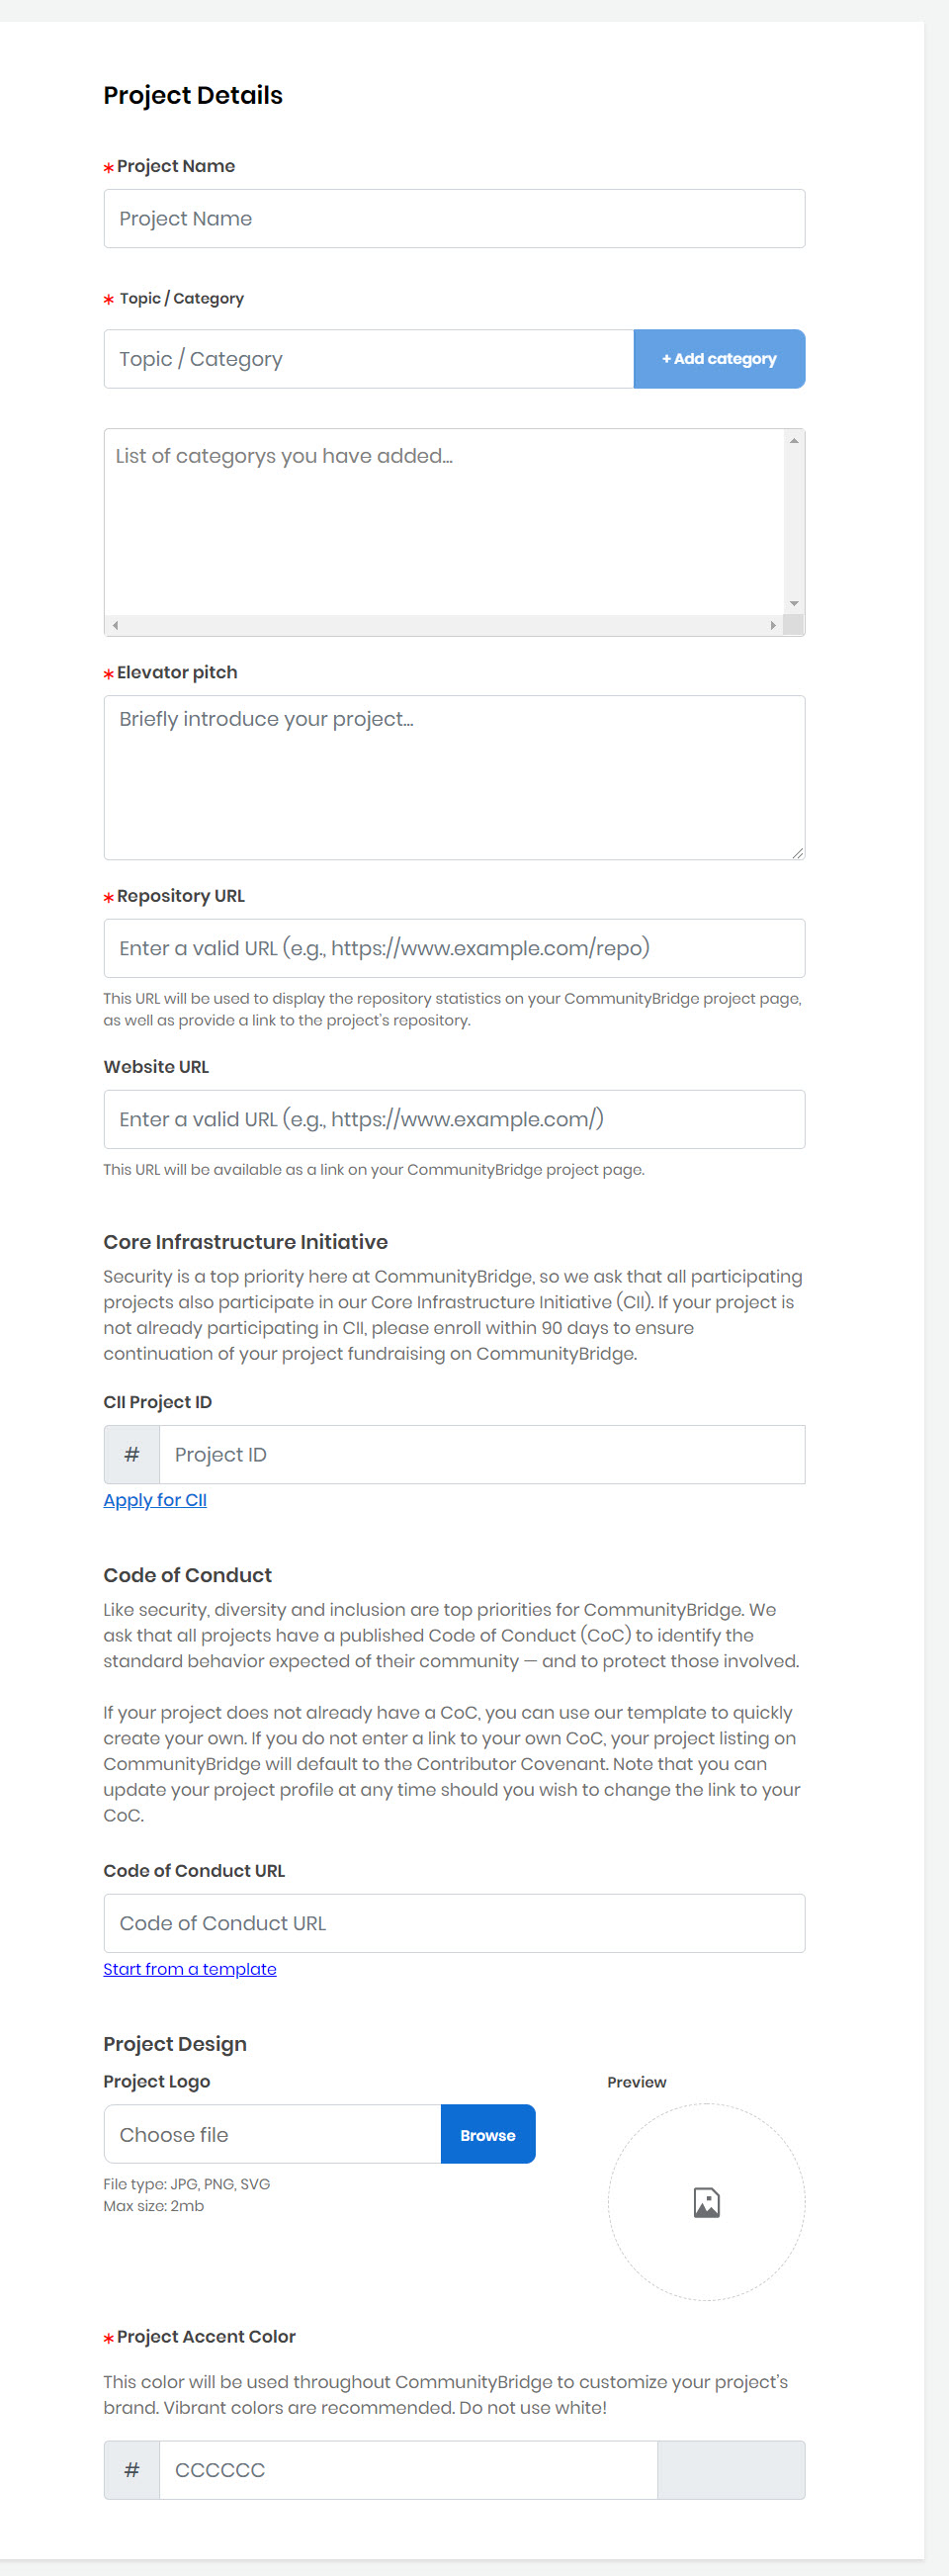 Project Details
* Project Name
Project Name
* Topic / Category
Topic / Category
+ Add category
List of categorys you have added...
* Elevator pitch
Briefly introduce your project...
* Repository URL
Enter a valid URL (e.g., https://www.example.com/repo)
This URL will be used to display the repository statistics on your CommunityBridge project page,
as well as provide a link to the project's repository.
Website URL
Enter a valid URL (e.g., https://www.example.com/)
This URL will be available as a link on your CommunityBridge project page.
Core Infrastructure Initiative
Security is a top priority here at CommunityBridge, so we ask that all participating
projects also participate in our Core Infrastructure Initiative (CII). If your project is
not already participating in CII, please enroll within 90 days to ensure
continuation of your project fundraising on CommunityBridge.
CII Project ID
# Project ID
Apply for CII
Code of Conduct
Like security, diversity and inclusion are top priorities for CommunityBridge. We
ask that all projects have a published Code of Conduct (CoC) to identify the
standard behavior expected of their community — and to protect those involved.
If your project does not already have a CoC, you can use our template to quickly
create your own. If you do not enter a link to your own CoC, your project listing on
CommunityBridge will default to the Contributor Covenant. Note that you can
update your project profile at any time should you wish to change the link to your
CoC.
Code of Conduct URL
Code of Conduct URL
Start from a template
Project Design
Project Logo
Preview
Choose file
Browse
File type: JPG, PNG, SVG
Max size: 2mb
* Project Accent Color
This color will be used throughout CommunityBridge to customize your project's
brand. Vibrant colors are recommended. Do not use white!
# CCCCCC